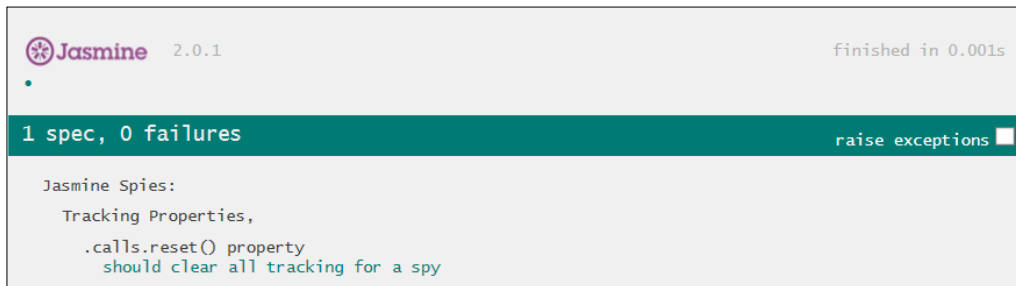 Jasmine 2.0.1 finished in 0.001s
1 spec, 0 failures raise exceptions
Jasmine Spies:
Tracking Properties,
.calls.reset() property
should clear all tracking for a spy